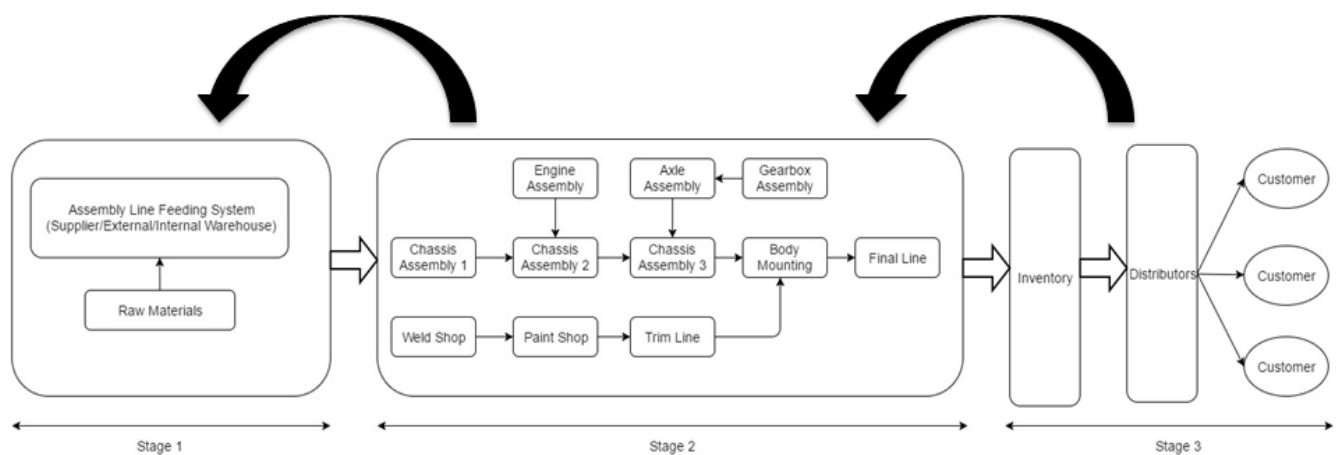 Assembly Line Feeding System
(Supplier/External/Internal Warehouse)
Raw Materials
Engine
Assembly
Axle
Assembly
Gearbox
Assembly
Chassis
Assembly 1
Chassis
Assembly 2
Chassis
Assembly 3
Body
Mounting
Final Line
Weld Shop
Paint Shop
Trim Line
Inventory
Distributors
Customer
Customer
Customer
Stage 1
Stage 2
Stage 3